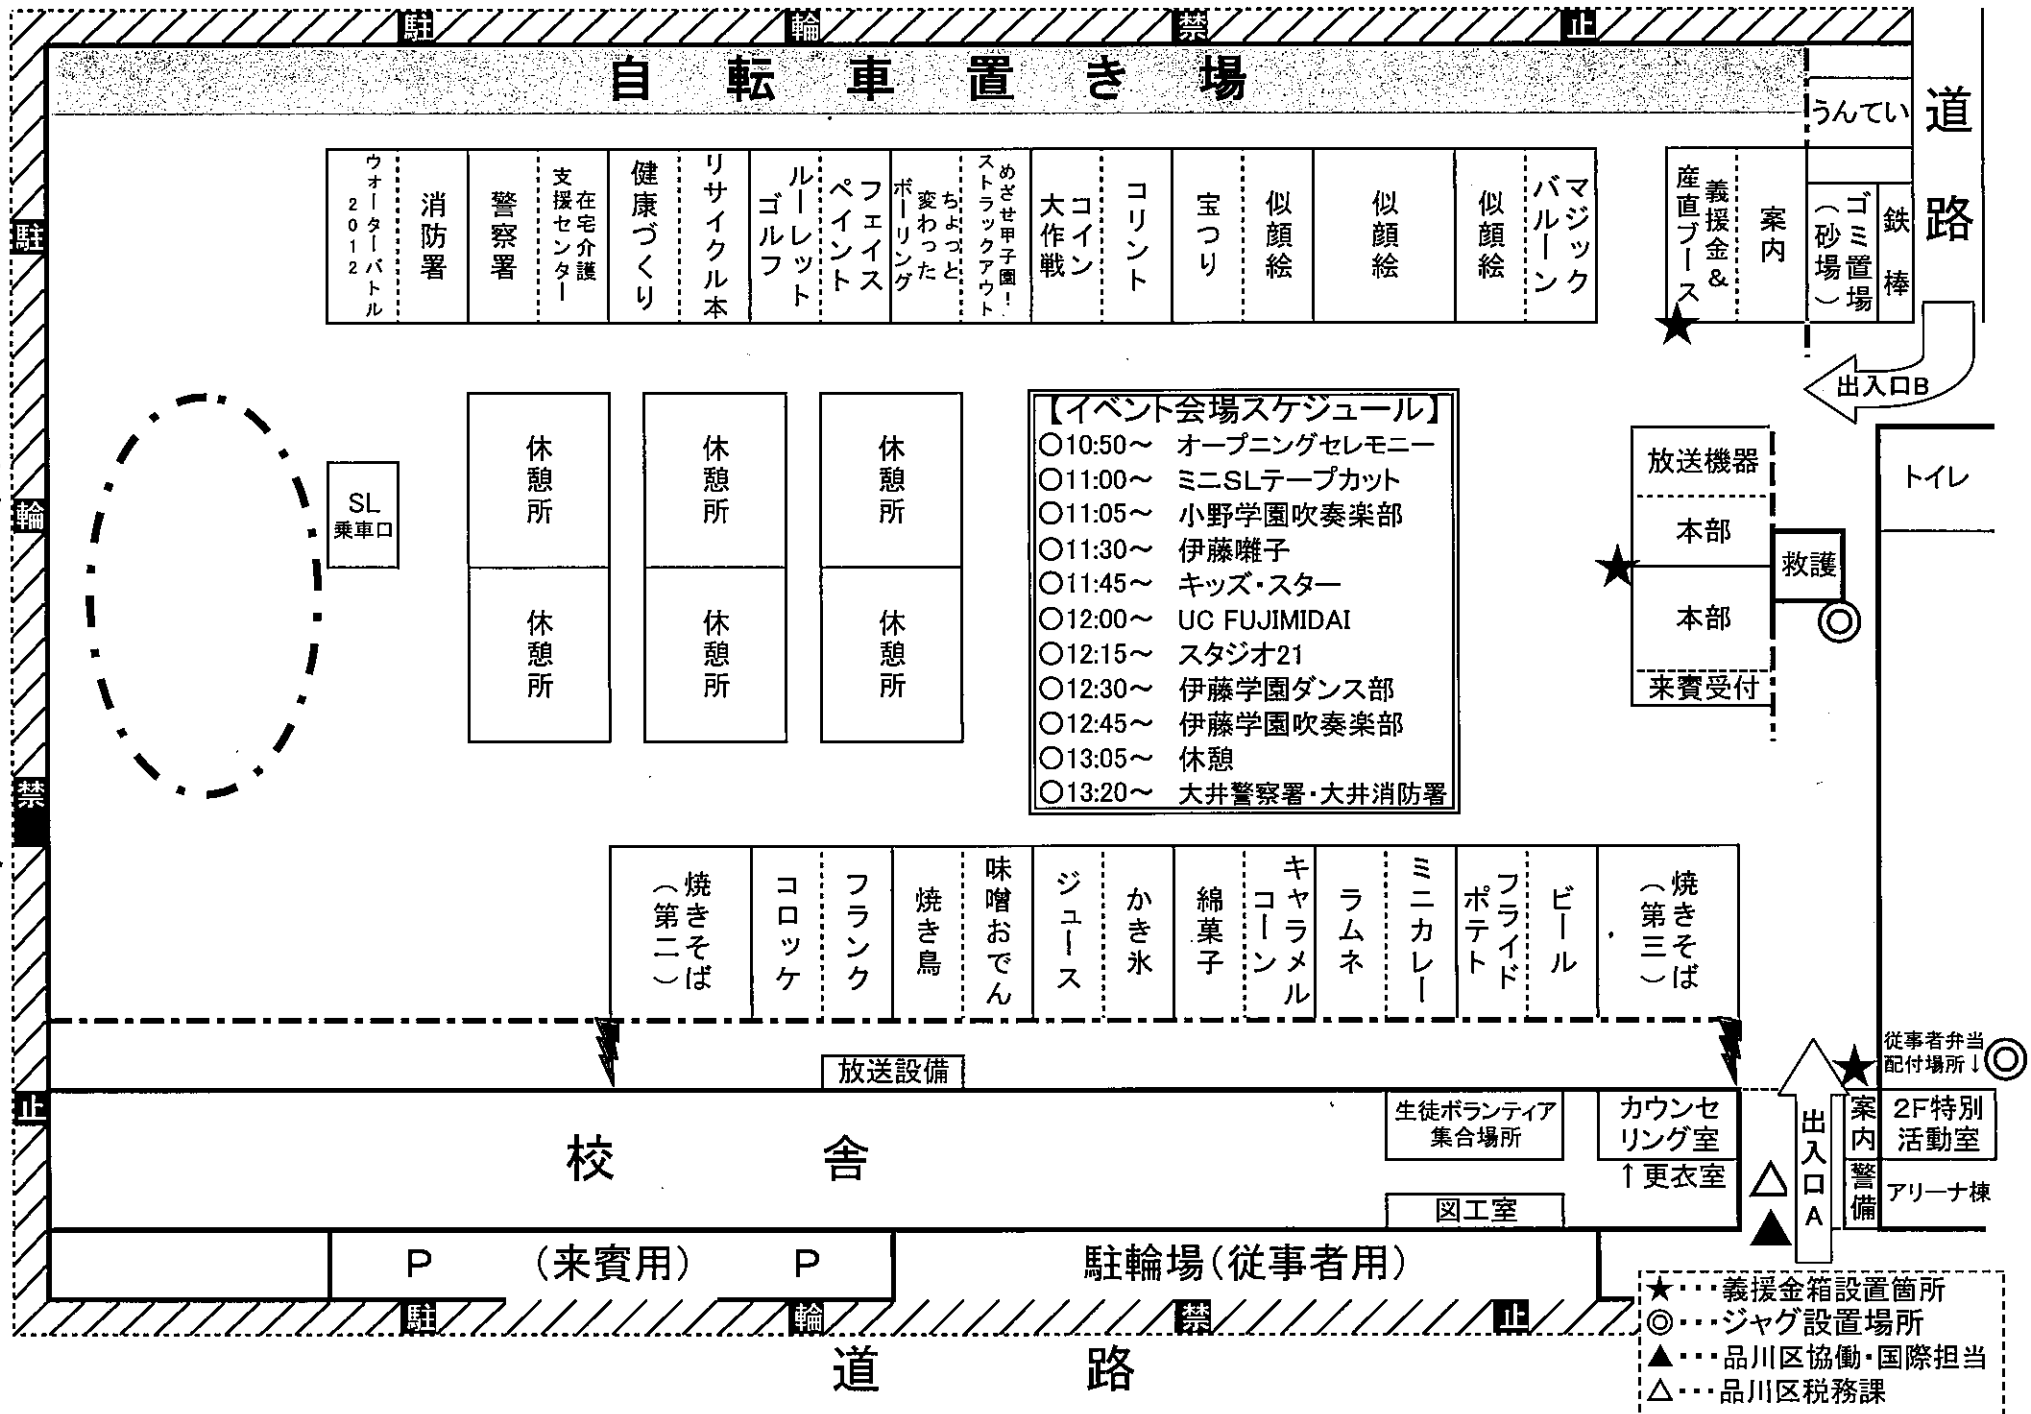 駐 輪 禁 止
自転車置き場
うんてい
道路
ウォーターバトル
2012
消防署
警察署
在宅介護
支援センター
健康づくり
リサイクル本
ルーレット
ゴルフ
フェイス
ペイント
ちょっと
変わった
ボーリング
めざせ甲子園!
ストラックアウト
コイン
大作戦
コリント
宝つり
似顔絵
似顔絵
似顔絵
マジック
バルーン
義援金&
産直ブース
案内
ゴミ置場
(砂場)
鉄棒
出入口B
駐 輪 禁 止
SL
乗車口
休憩所
休憩所
休憩所
休憩所
休憩所
休憩所
【イベント会場スケジュール】
○10:50~ オープニングセレモニー
○11:00~ ミニSLテープカット
○11:05~ 小野学園吹奏楽部
○11:30~ 伊藤囃子
○11:45~ キッズ・スター
○12:00~ UC FUJIMIDAI
○12:15~ スタジオ21
○12:30~ 伊藤学園ダンス部
○12:45~ 伊藤学園吹奏楽部
○13:05~ 休憩
○13:20~ 大井警察署・大井消防署
放送機器
本部
本部
来賓受付
救護
トイレ
焼きそば
(第二)
コロッケ
フランク
焼き鳥
味噌おでん
ジュース
かき氷
綿菓子
キャラメル
コーン
ラムネ
ミニカレー
フライド
ポテト
ビール
焼きそば
(第三)
放送設備
従事者弁当
配付場所↓
校舎
生徒ボランティア
集合場所
カウンセ
リング室
↑更衣室
図工室
出入口A
案内
警備
2F特別
活動室
アリーナ棟
P (来賓用) P
駐輪場(従事者用)
駐 輪 禁 止
道路
★・・・義援金箱設置箇所
◎・・・ジャグ設置場所
▲・・・品川区協働・国際担当
△・・・品川区税務課